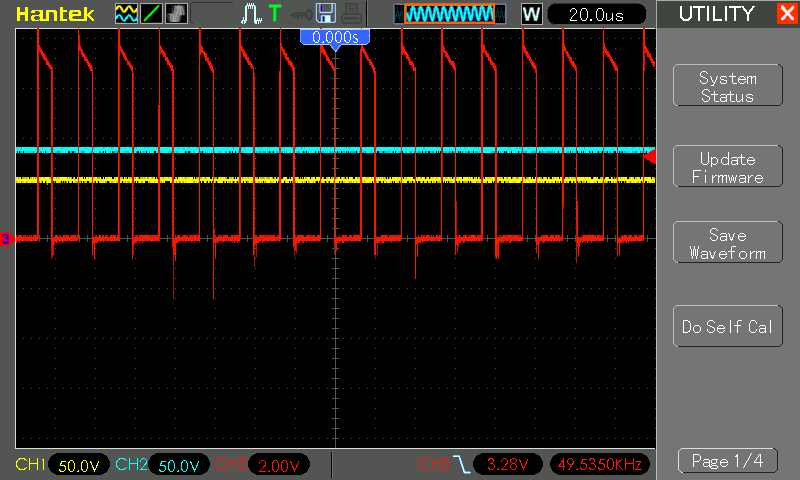 Hantek T W 20.0us UTILITY
0.000s
System
Status
Update
Firmware
3
Save
Waveform
Do Self Cal
CH1 50.0V CH2 50.0V CH3 2.00V CH3 3.28V 49.5350KHz Page 1/4